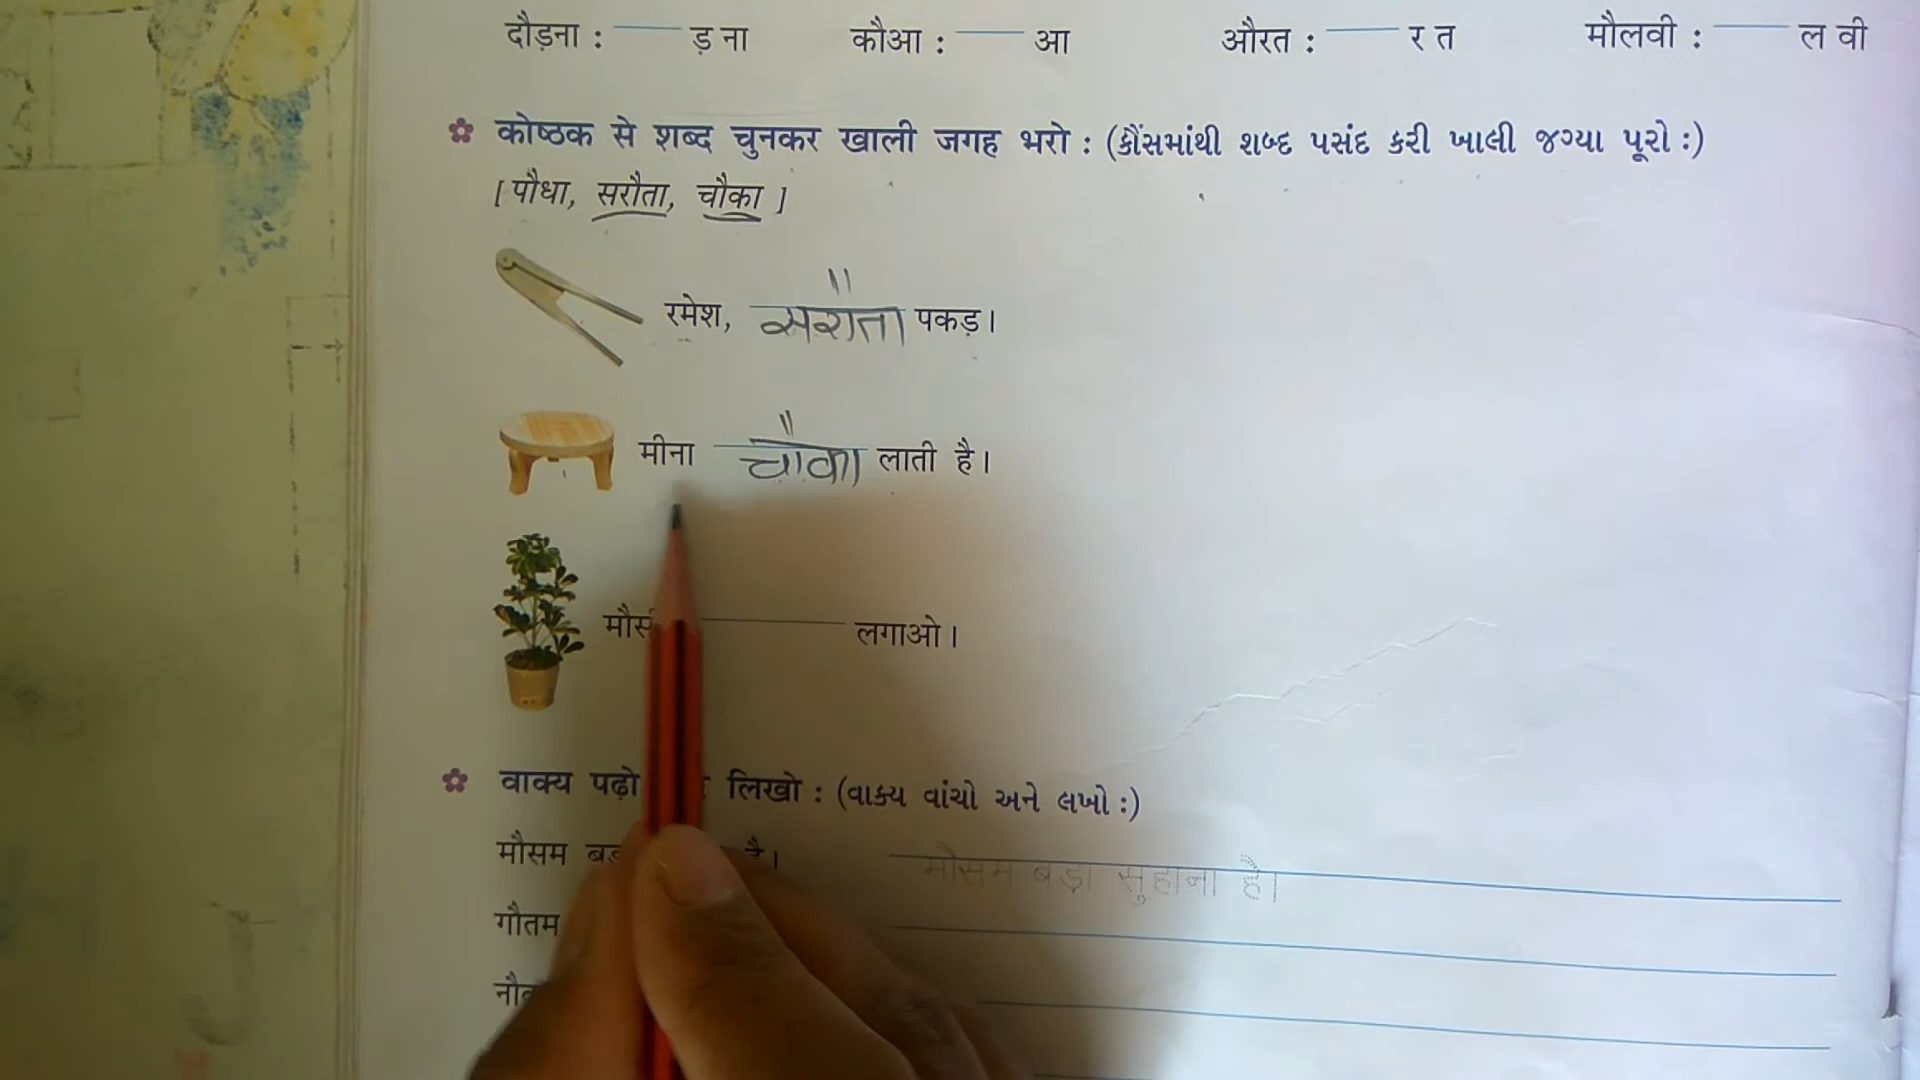 दौड़ना : ड़ ना कौआ : आ औरत : र त मौलवी : ल वी
कोष्ठक से शब्द चुनकर खाली जगह भरो : (કૌંસમાંથી શબ્દ પસંદ કરી ખાલી જગ્યા પૂરો :)
[ पौधा, सरौता, चौका ]
रमेश, सरौता पकड़।
मीना चौका लाती है।
लगाओ।
वाक्य पढ़ो लिखो : (વાક્ય વાંચો અને લખો :)
मौसम है। मौसम बड़ा सुहाना है।
गौतम